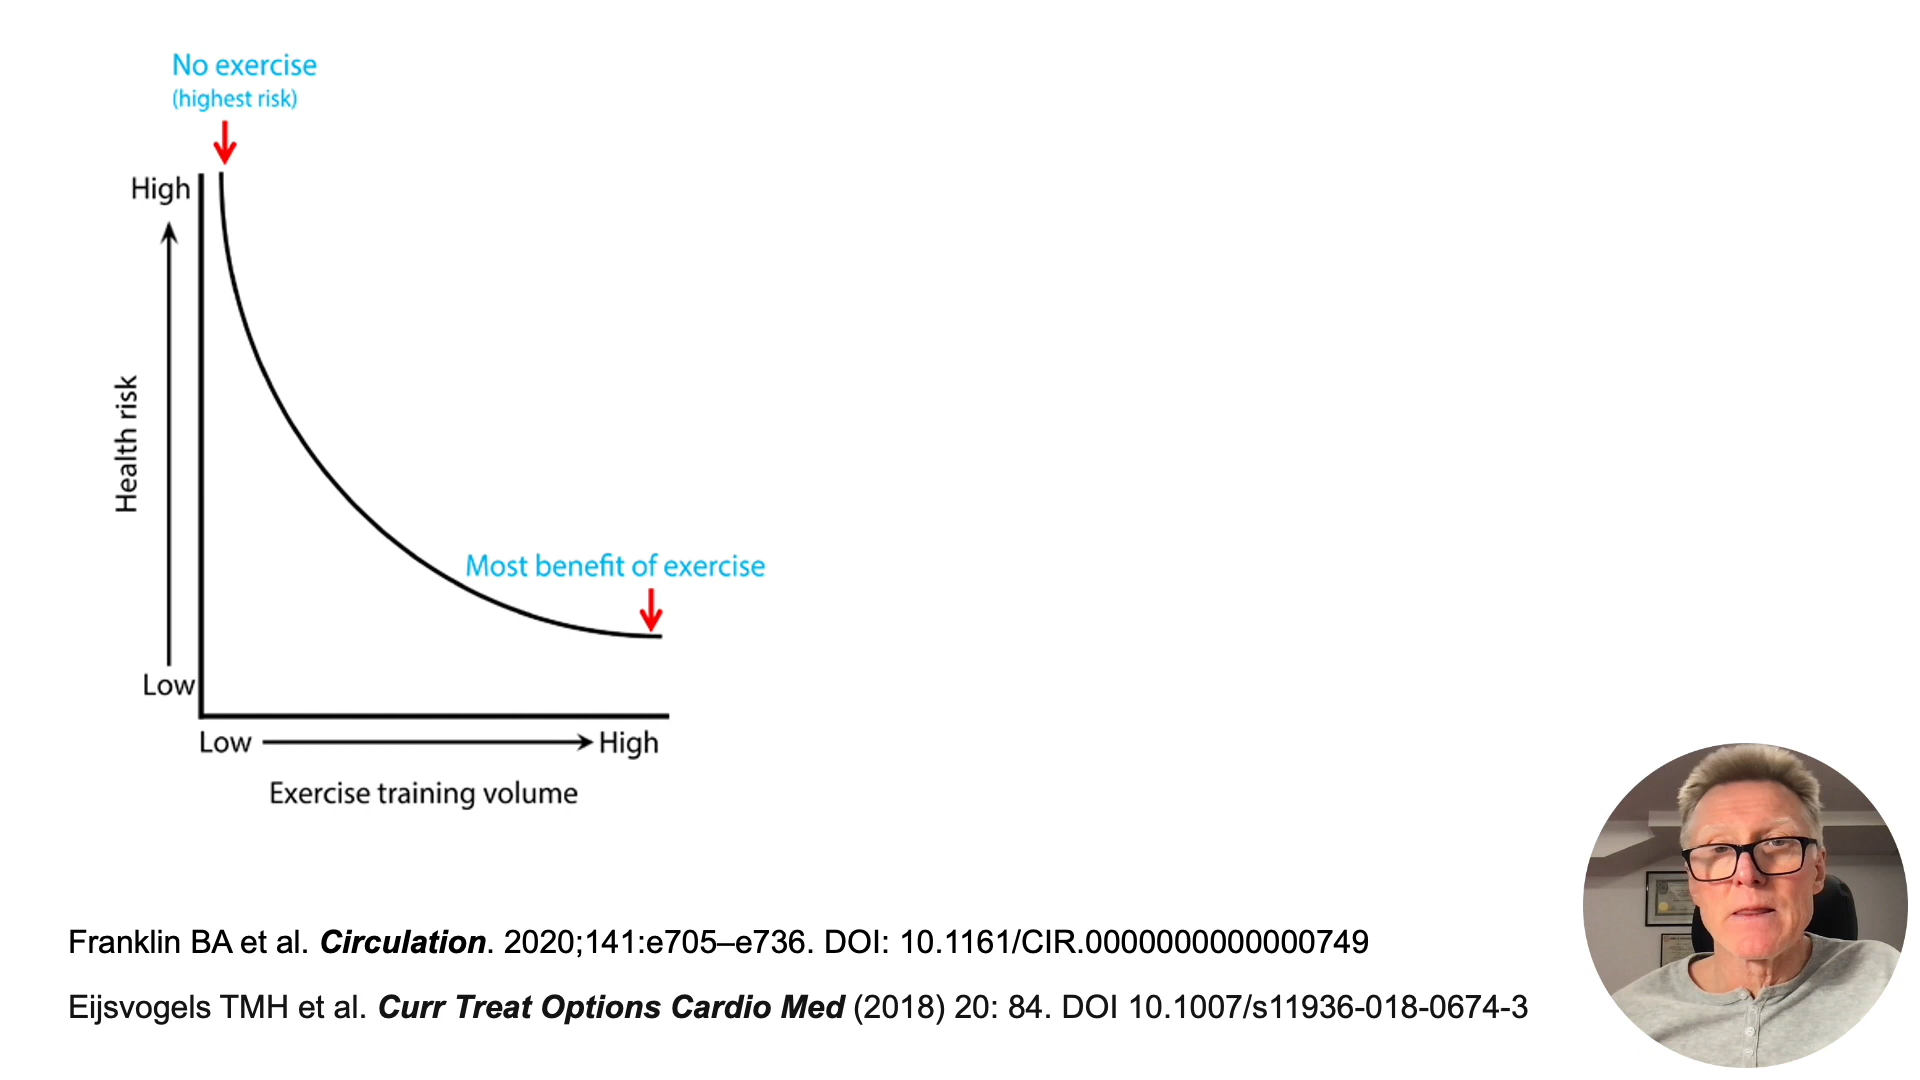 No exercise
(highest risk)
High
Health risk
Most benefit of exercise
Low
Low
High
Exercise training volume
Franklin BA et al. Circulation. 2020;141:e705–e736. DOI: 10.1161/CIR.0000000000000749
Eijsvogels TMH et al. Curr Treat Options Cardio Med (2018) 20: 84. DOI 10.1007/s11936-018-0674-3